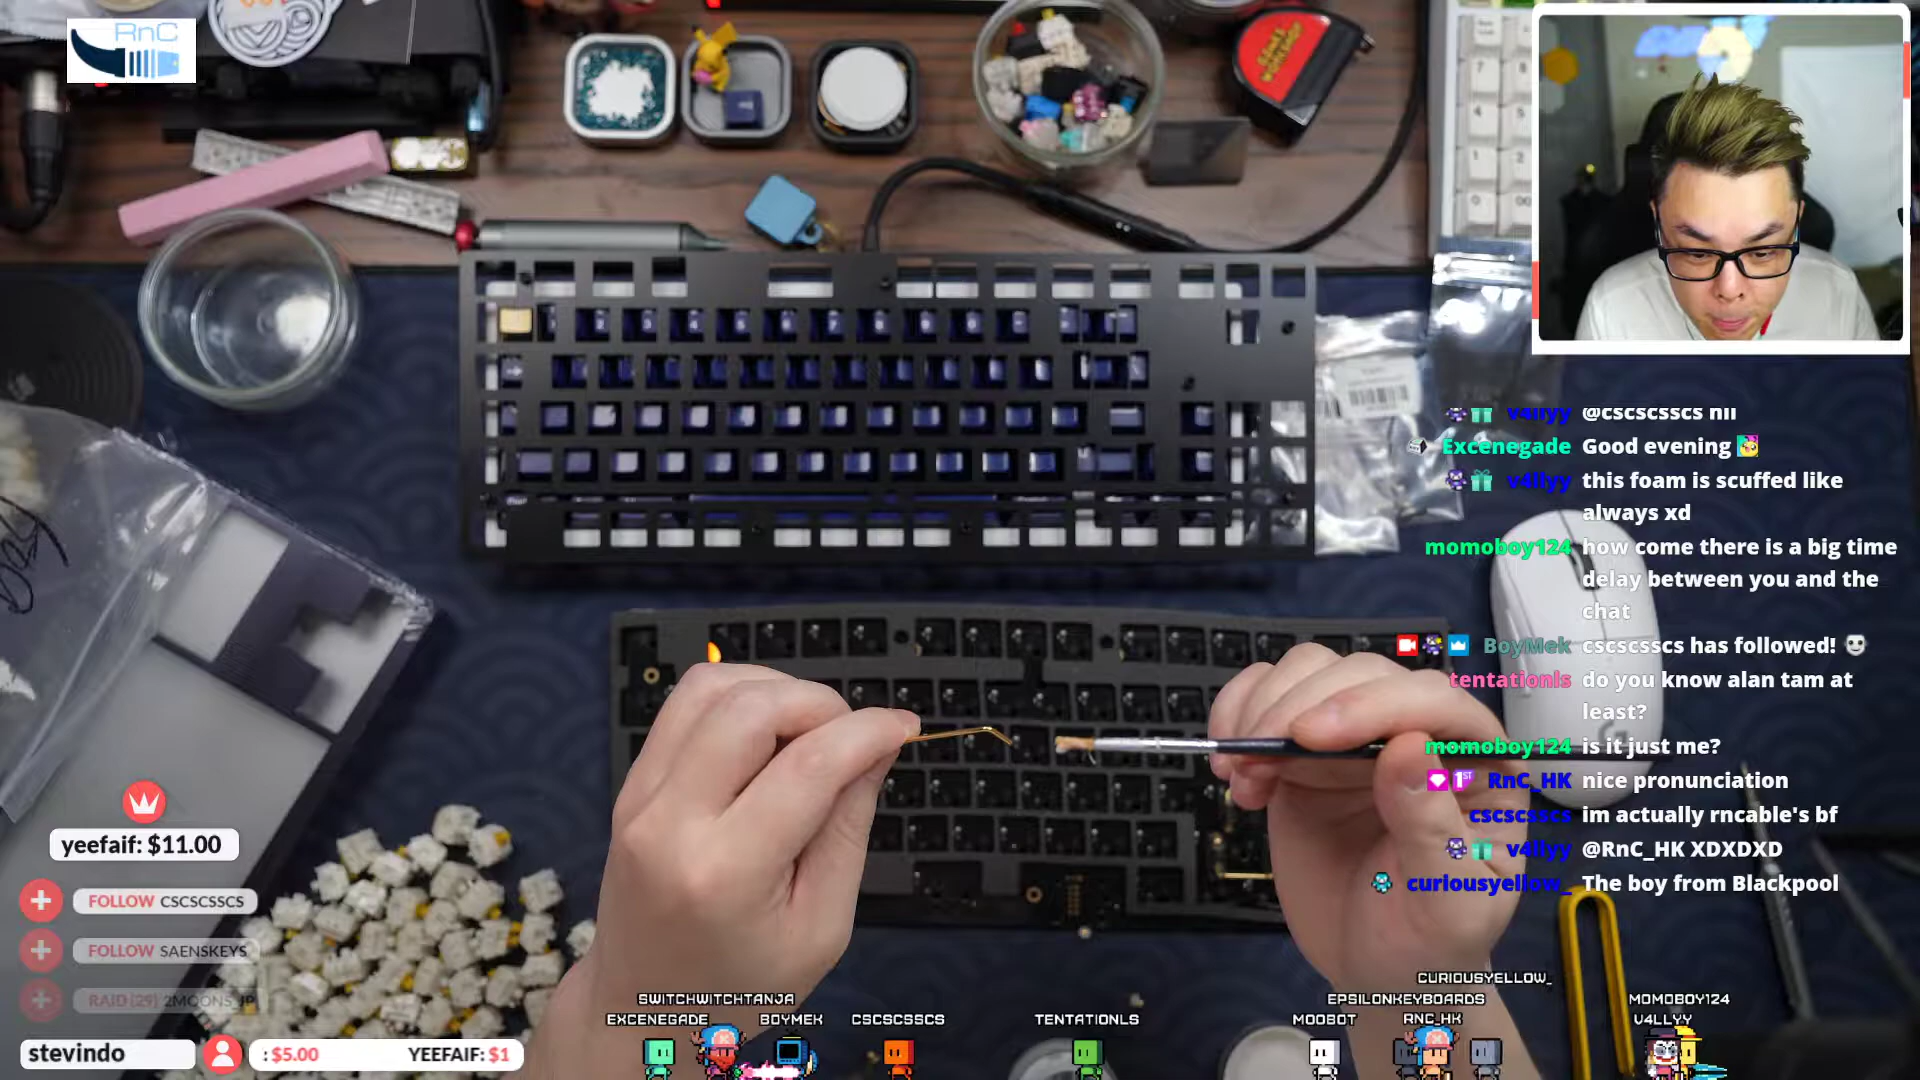 RnC
@cscscsscs hii
Excenegade Good evening
v4llyy this foam is scuffed like
always xd
momoboy124 how come there is a big time
delay between you and the
chat
BoyMek cscscsscs has followed!
tentationls do you know alan tam at
least?
momoboy124 is it just me?
1ST RnC_HK nice pronunciation
cscscsscs im actually rncable's bf
v4llyy @RnC_HK XDXDXD
curiousyellow_ The boy from Blackpool
yeefaif: $11.00
FOLLOW CSCSCSSCS
FOLLOW SAENSKEYS
RAID (29) 2MOONS_JP
stevindo
: $5.00 YEEFAIF: $1
SWITCHWITCHTANJA
EXCENEGADE BOYMEK CSCSCSSCS TENTATIONLS MOOBOT
CURIOUSYELLOW_
EPSILONKEYBOARDS
RNC_HK
MOMOBOY124
V4LLYY